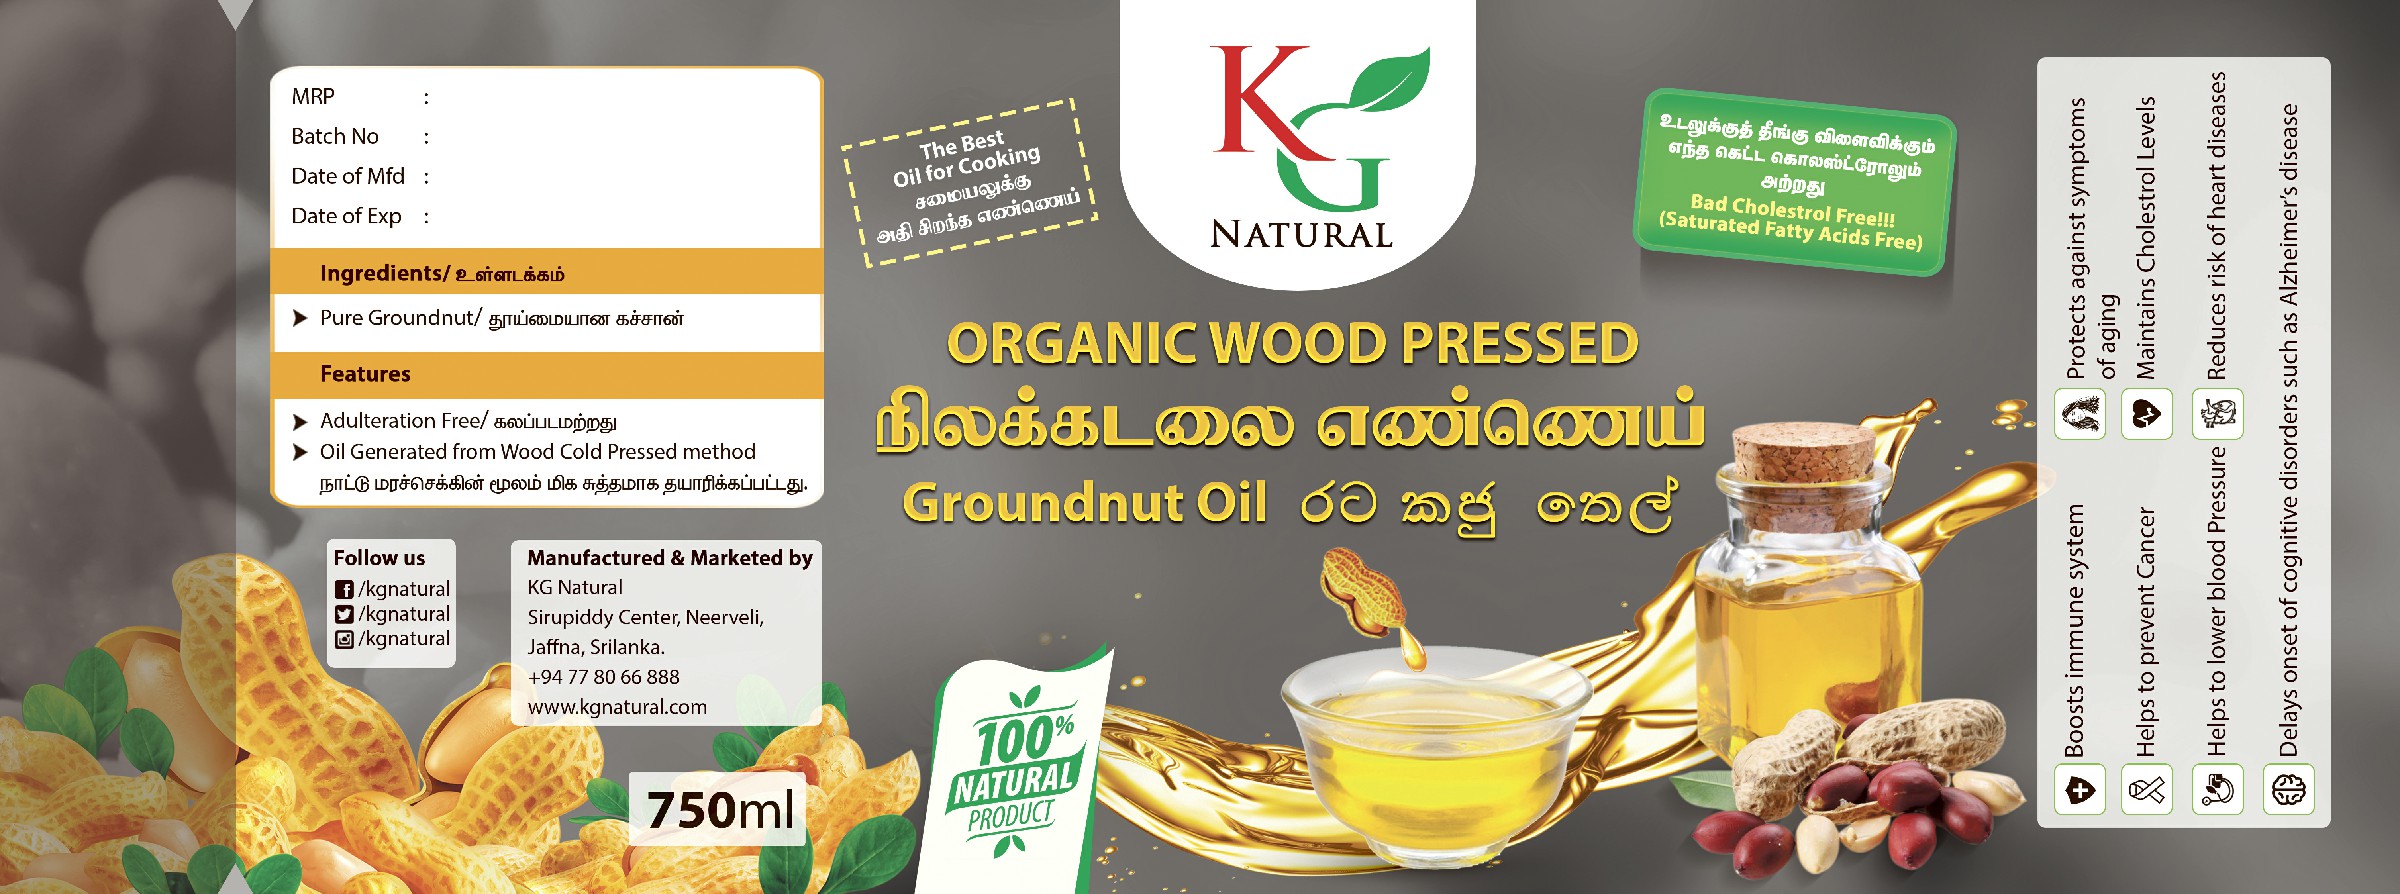 MRP :
Batch No :
Date of Mfd :
Date of Exp :
Ingredients/ உள்ளடக்கம்
Pure Groundnut/ தூய்மையான கச்சான்
Features
Adulteration Free/ கலப்படமற்றது
Oil Generated from Wood Cold Pressed method
நாட்டு மரச்செக்கின் மூலம் மிக சுத்தமாக தயாரிக்கப்பட்டது.
Follow us
/kgnatural
/kgnatural
/kgnatural
Manufactured & Marketed by
KG Natural
Sirupiddy Center, Neerveli,
Jaffna, Srilanka.
+94 77 80 66 888
www.kgnatural.com
750ml
The Best
Oil for Cooking
சமையலுக்கு
அதி சிறந்த எண்ணெய்
KG
NATURAL
உடலுக்குத் தீங்கு விளைவிக்கும்
எந்த கெட்ட கொலஸ்ட்ரோலும்
அற்றது
Bad Cholestrol Free!!!
(Saturated Fatty Acids Free)
ORGANIC WOOD PRESSED
நிலக்கடலை எண்ணெய்
Groundnut Oil රට කජු තෙල්
100%
NATURAL
PRODUCT
Boosts immune system
Protects against symptoms
of aging
Helps to prevent Cancer
Maintains Cholestrol Levels
Helps to lower blood Pressure
Reduces risk of heart diseases
Delays onset of cognitive disorders such as Alzheimer's disease